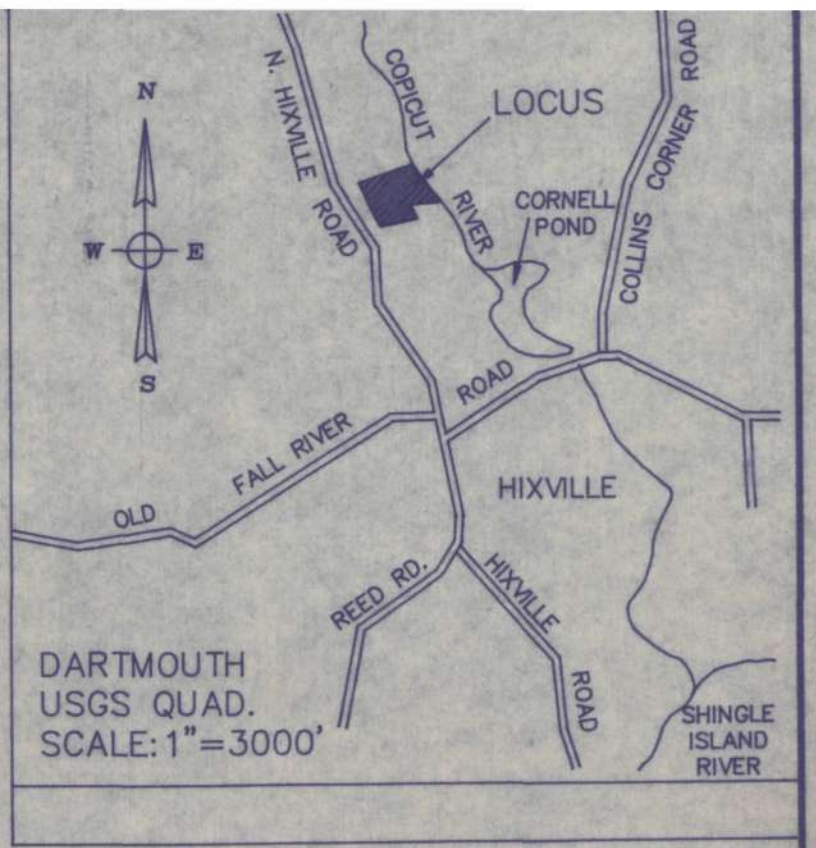 N
W E
S
N. HIXVILLE ROAD
COPICUT
RIVER
LOCUS
CORNELL
POND
COLLINS CORNER ROAD
OLD FALL RIVER ROAD
HIXVILLE
REED RD.
HIXVILLE ROAD
DARTMOUTH
USGS QUAD.
SCALE: 1"=3000'
SHINGLE
ISLAND
RIVER